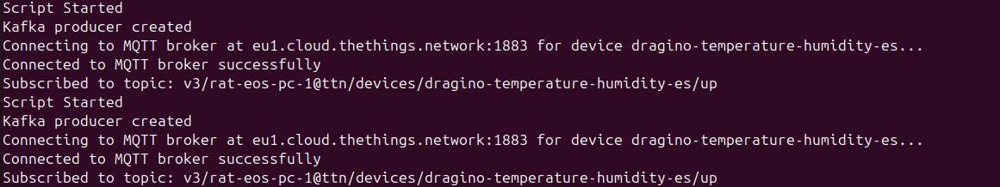 Script Started
Kafka producer created
Connecting to MQTT broker at eu1.cloud.thethings.network:1883 for device dragino-temperature-humidity-es...
Connected to MQTT broker successfully
Subscribed to topic: v3/rat-eos-pc-1@ttn/devices/dragino-temperature-humidity-es/up
Script Started
Kafka producer created
Connecting to MQTT broker at eu1.cloud.thethings.network:1883 for device dragino-temperature-humidity-es...
Connected to MQTT broker successfully
Subscribed to topic: v3/rat-eos-pc-1@ttn/devices/dragino-temperature-humidity-es/up